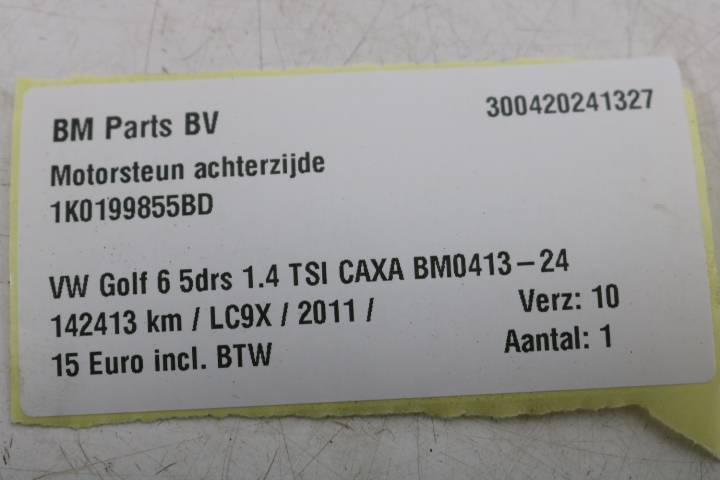 BM Parts BV 300420241327
Motorsteun achterzijde
1K0199855BD
VW Golf 6 5drs 1.4 TSI CAXA BM0413-24
142413 km / LC9X / 2011 / Verz: 10
15 Euro incl. BTW Aantal: 1